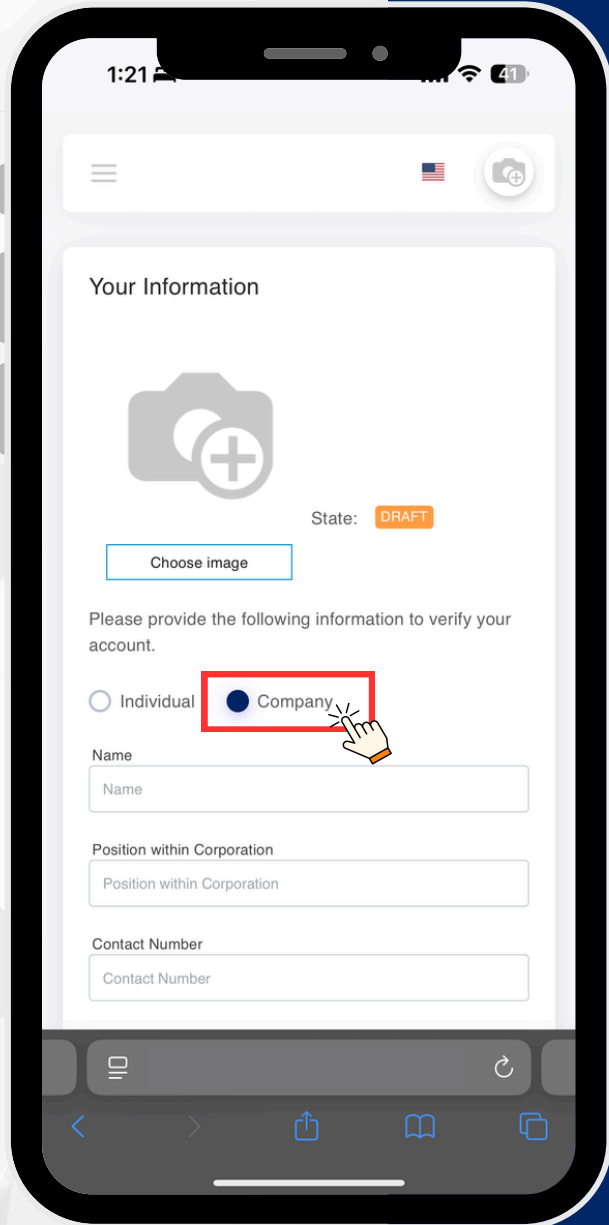 1:21
41
Your Information
State: DRAFT
Choose image
Please provide the following information to verify your
account.
Individual Company
Name
Name
Position within Corporation
Position within Corporation
Contact Number
Contact Number